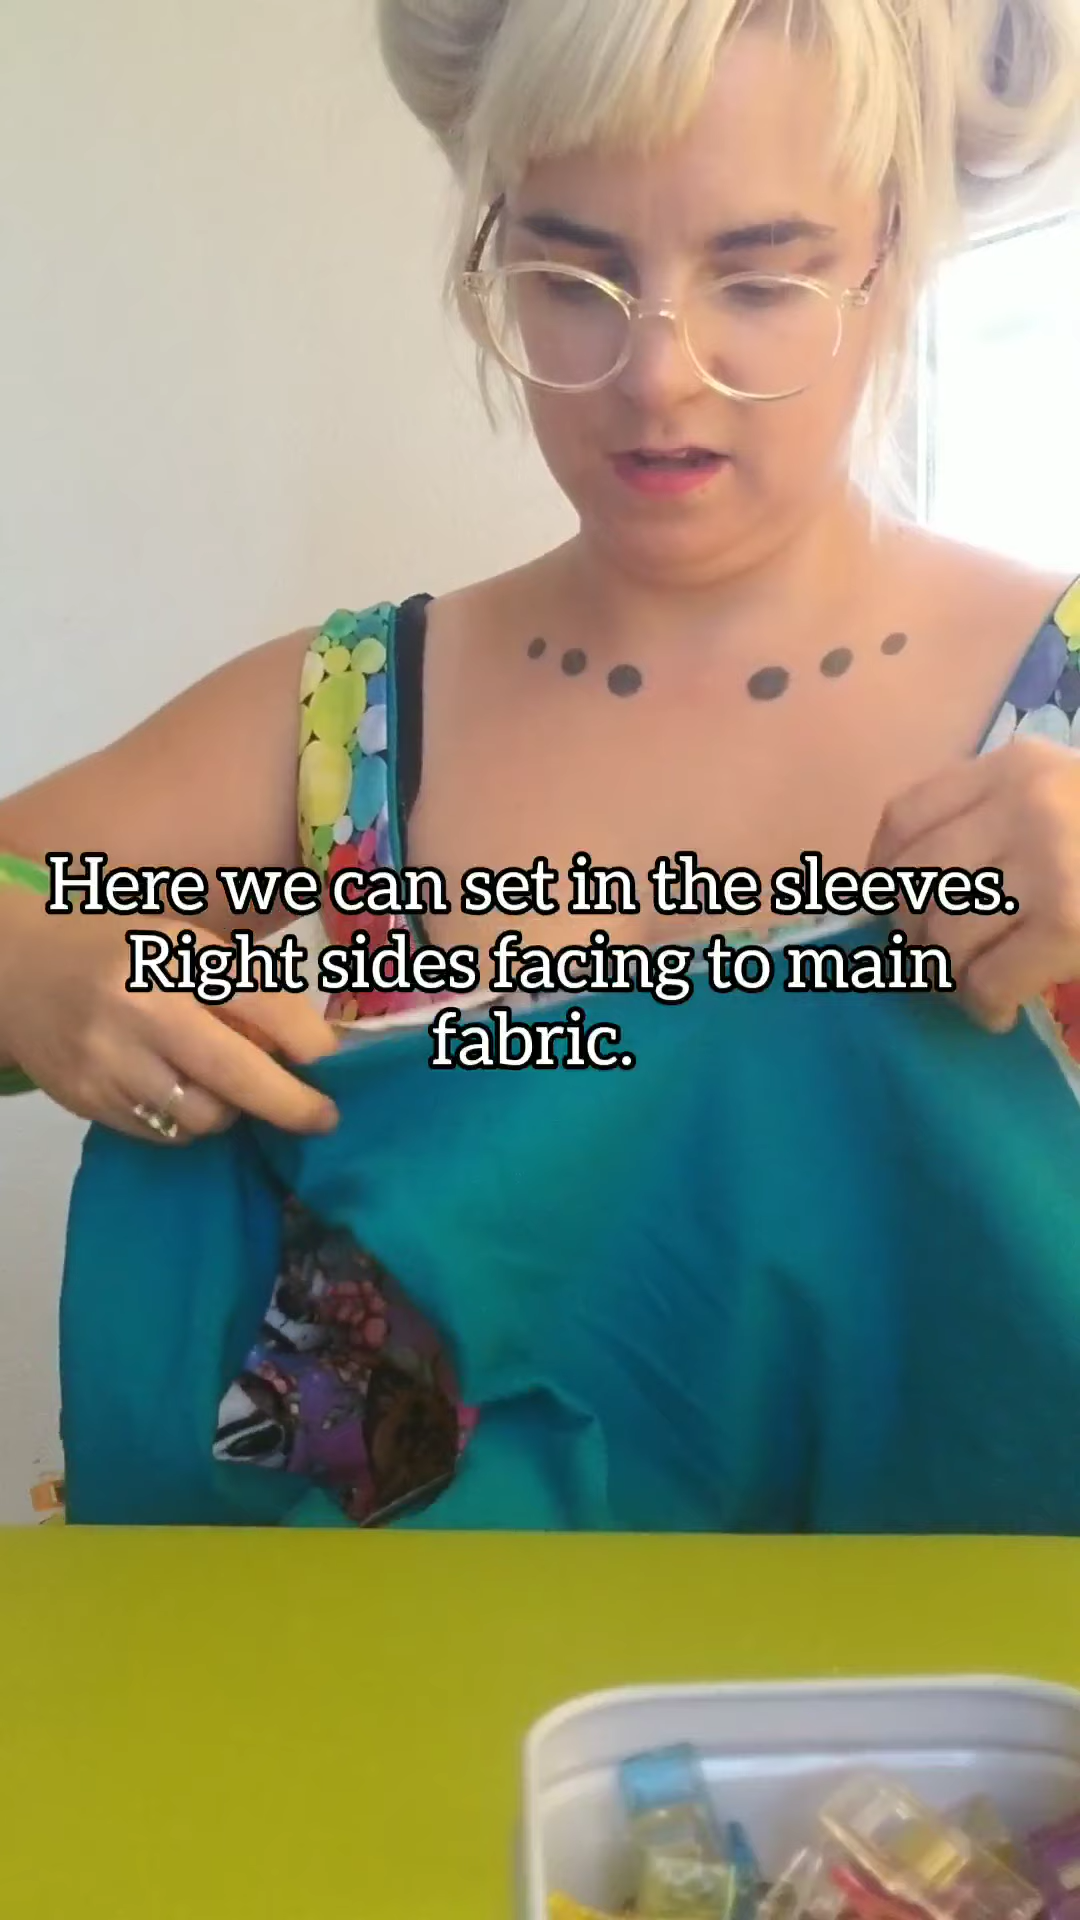 Here we can set in the sleeves.
Right sides facing to main
fabric.